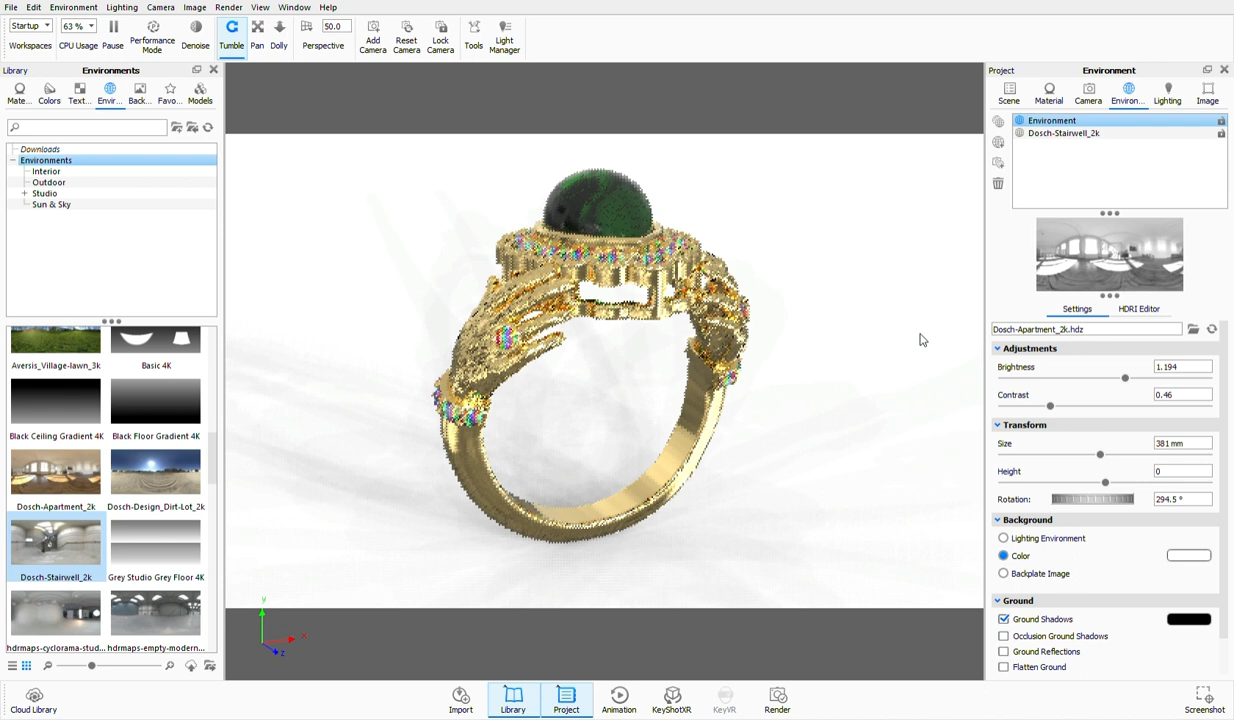 File Edit Environment Lighting Camera Image Render View Window Help
Startup 63 % 50.0
Workspaces CPU Usage Pause Performance Mode Denoise Tumble Pan Dolly Perspective Add Camera Reset Camera Lock Camera Tools Light Manager
Library Environments
Mate... Colors Text... Envir... Back... Favo... Models
Downloads
Environments
Interior
Outdoor
Studio
Sun & Sky
Aversis_Village-lawn_3k Basic 4K
Black Ceiling Gradient 4K Black Floor Gradient 4K
Dosch-Apartment_2k Dosch-Design_Dirt-Lot_2k
Dosch-Stairwell_2k Grey Studio Grey Floor 4K
hdrmaps-cyclorama-stud... hdrmaps-empty-modern...
y
x
z
Project Environment
Scene Material Camera Environ... Lighting Image
Environment
Dosch-Stairwell_2k
Settings HDRI Editor
Dosch-Apartment_2k.hdz
Adjustments
Brightness 1.194
Contrast 0.46
Transform
Size 381 mm
Height 0
Rotation: 294.5 °
Background
Lighting Environment
Color
Backplate Image
Ground
Ground Shadows
Occlusion Ground Shadows
Ground Reflections
Flatten Ground
Cloud Library Import Library Project Animation KeyShotXR KeyVR Render Screenshot